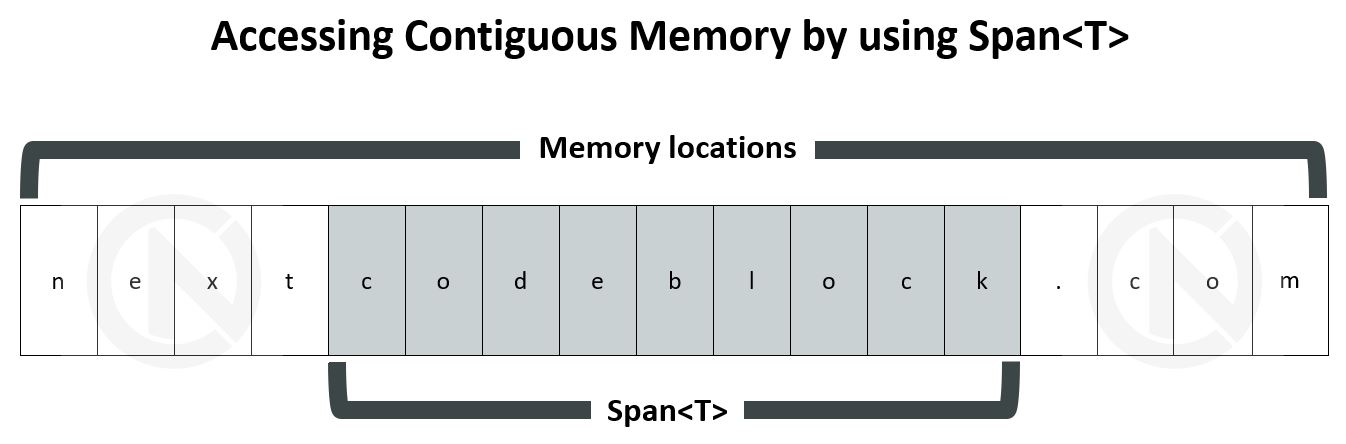 Accessing Contiguous Memory by using Span<T>
Memory locations
n e x t c o d e b l o c k . c o m
Span<T>